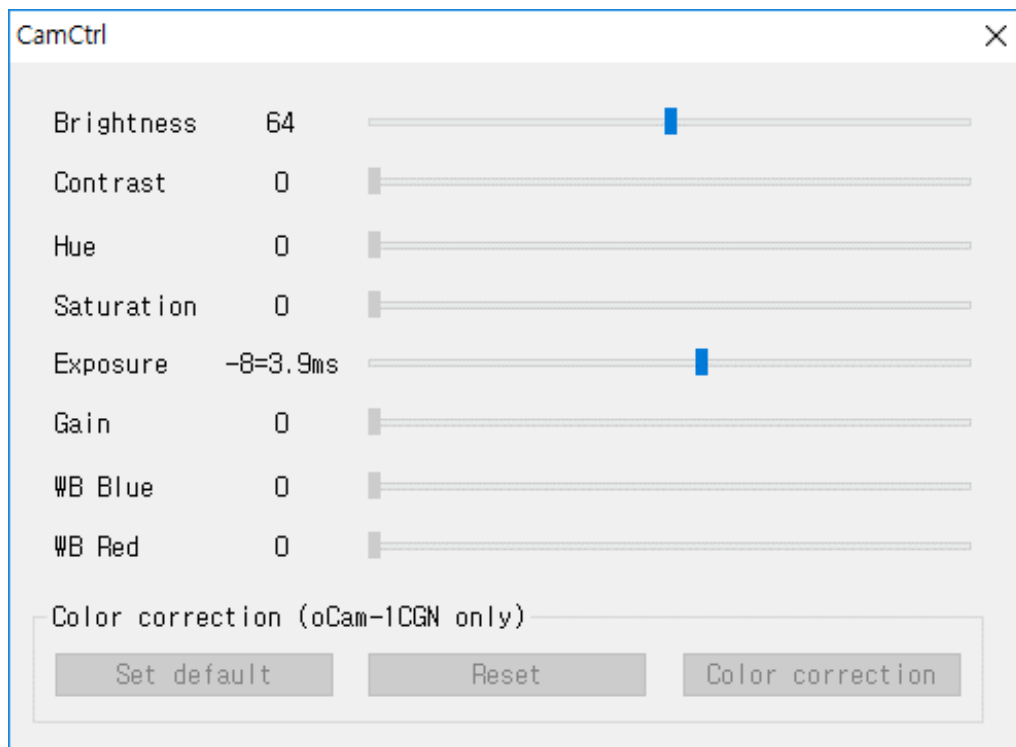 CamCtrl
Brightness 64
Contrast 0
Hue 0
Saturation 0
Exposure -8=3.9ms
Gain 0
WB Blue 0
WB Red 0
Color correction (oCam-1CGN only)
Set default Reset Color correction